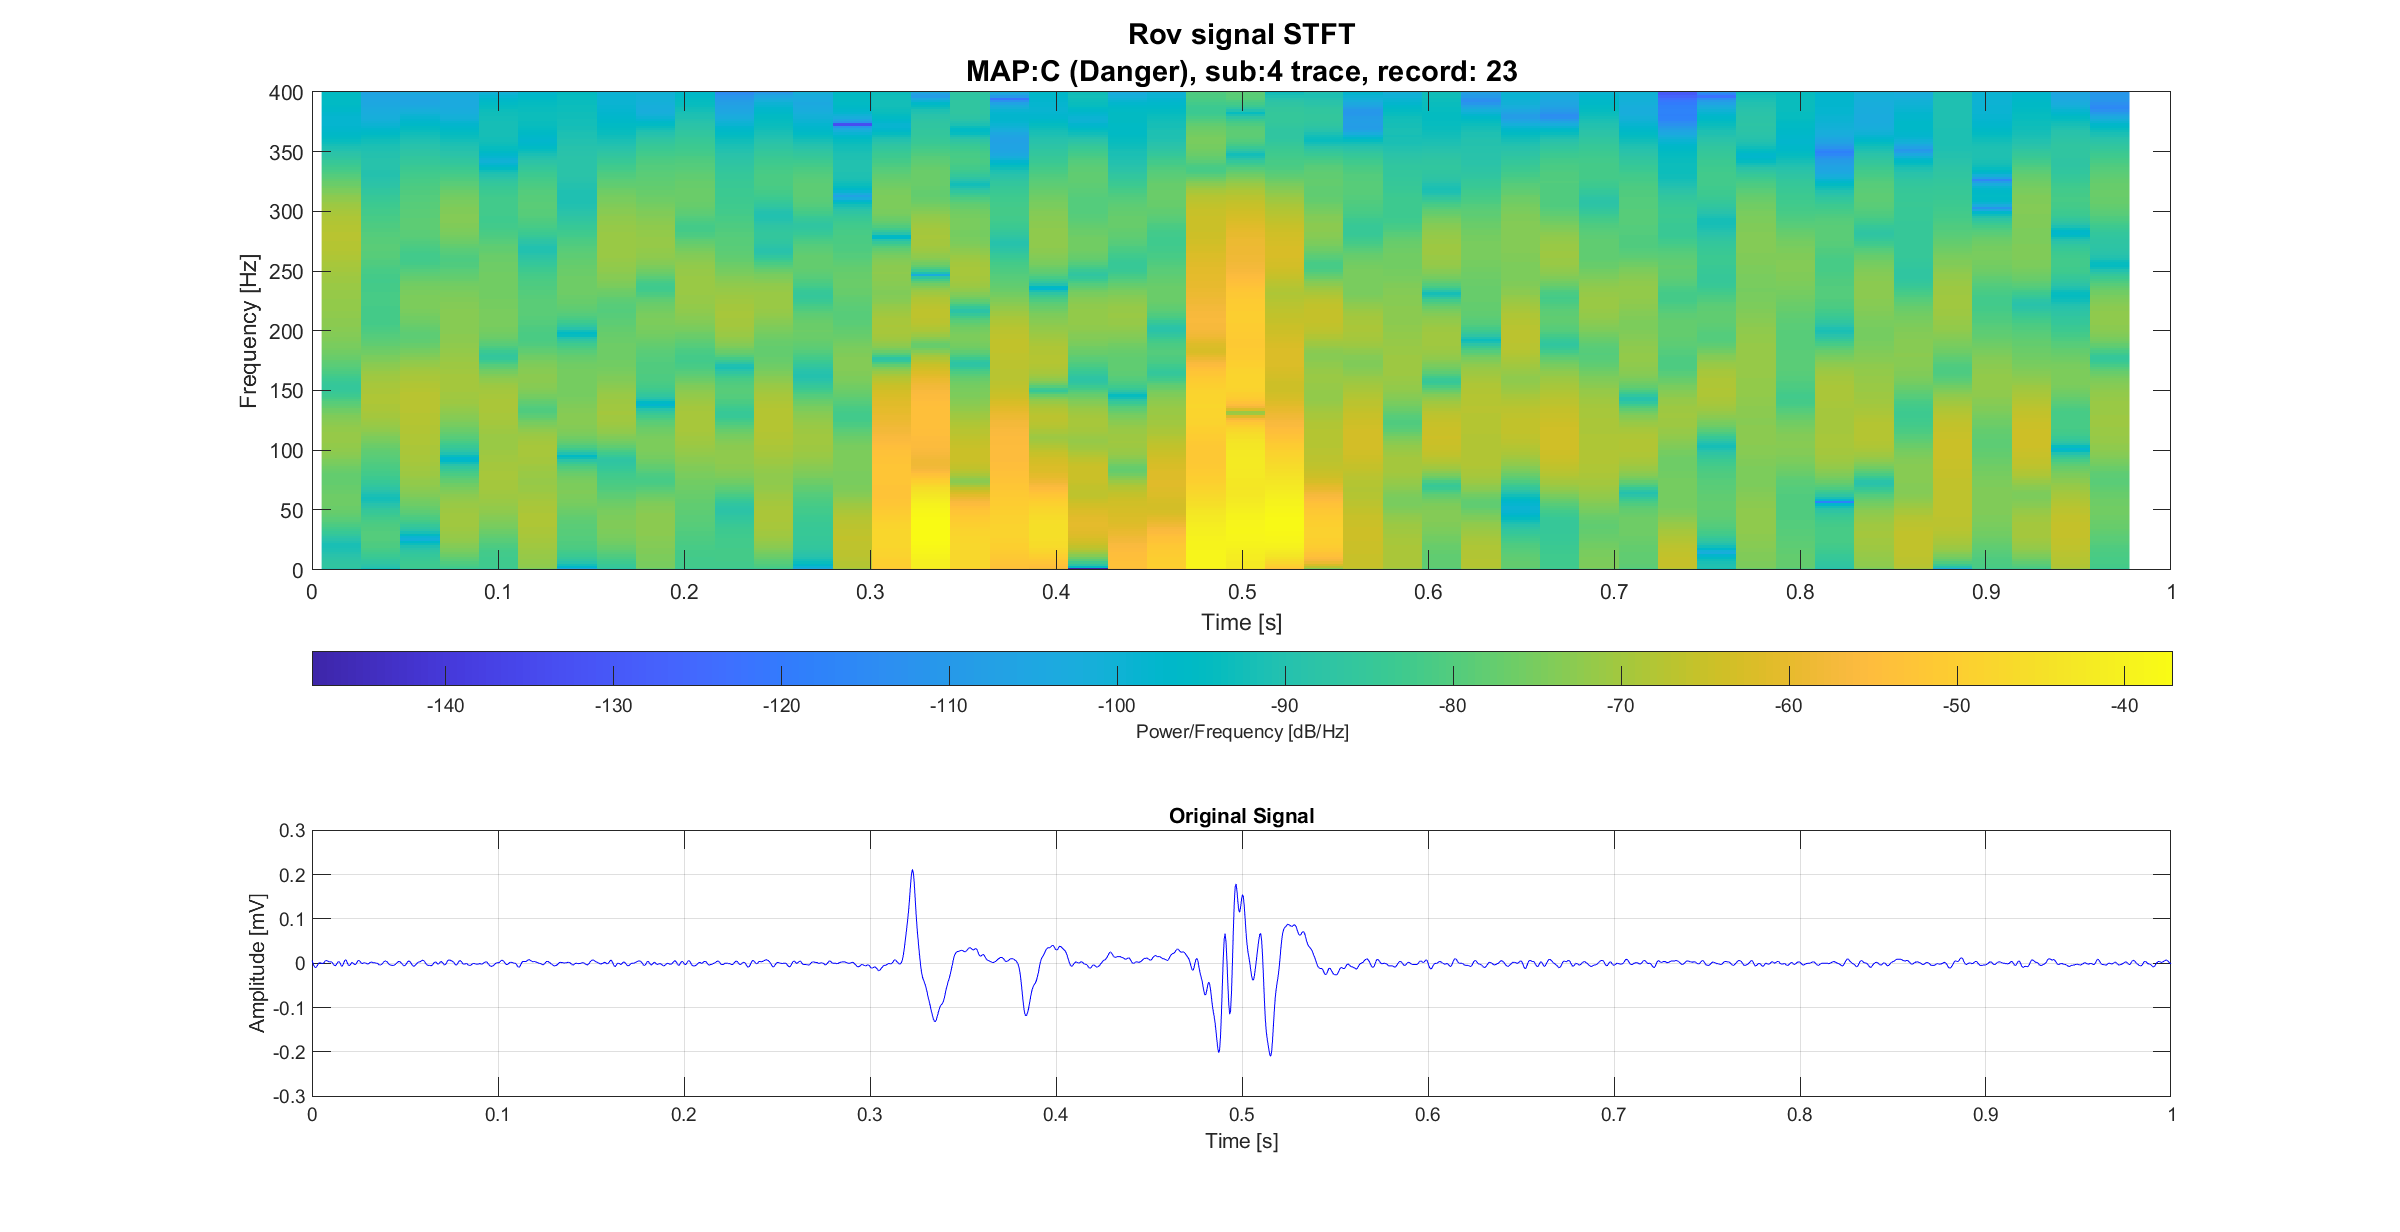 Rov signal STFT
MAP:C (Danger), sub:4 trace, record: 23
400
350
300
250
200
150
100
50
0
Frequency [Hz]
0 0.1 0.2 0.3 0.4 0.5 0.6 0.7 0.8 0.9 1
Time [s]
-140 -130 -120 -110 -100 -90 -80 -70 -60 -50 -40
Power/Frequency [dB/Hz]
Original Signal
0.3
0.2
0.1
0
-0.1
-0.2
-0.3
Amplitude [mV]
0 0.1 0.2 0.3 0.4 0.5 0.6 0.7 0.8 0.9 1
Time [s]